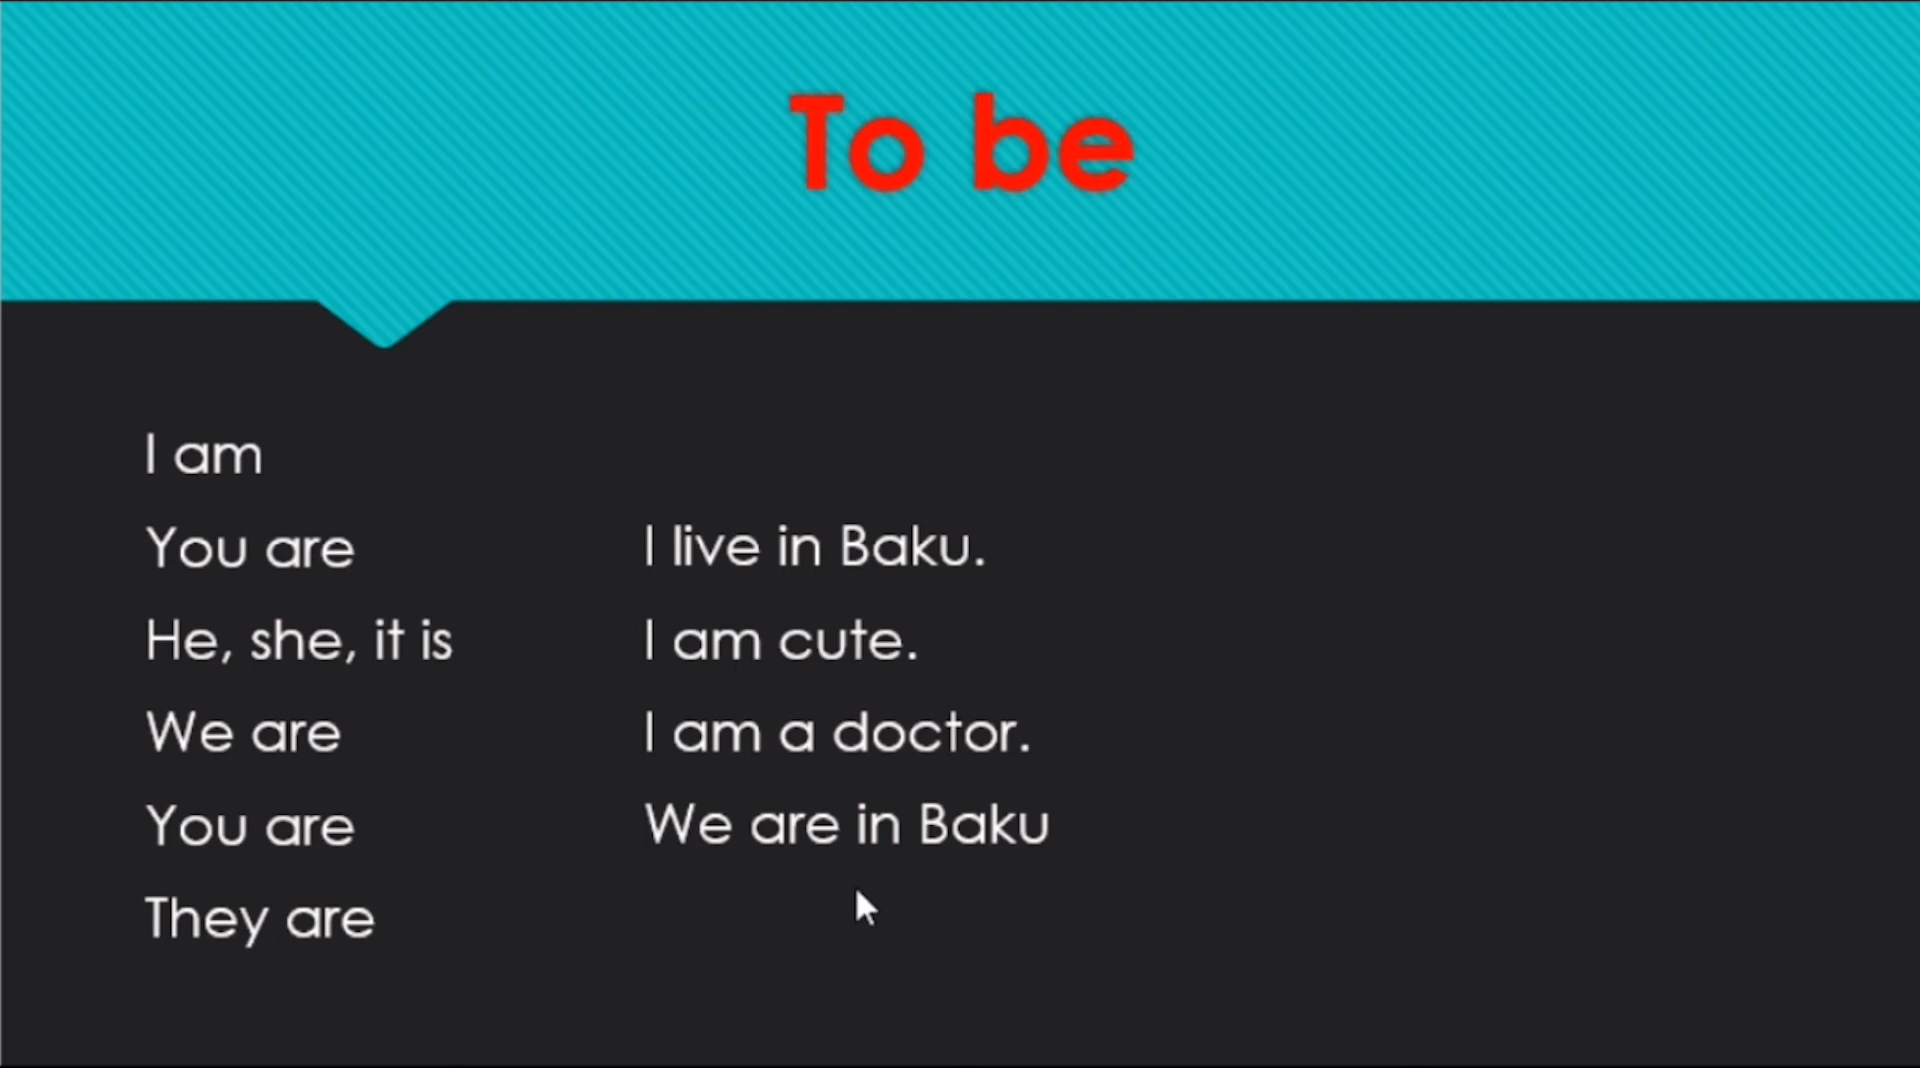 To be
I am
You are
He, she, it is
We are
You are
They are
I live in Baku.
I am cute.
I am a doctor.
We are in Baku